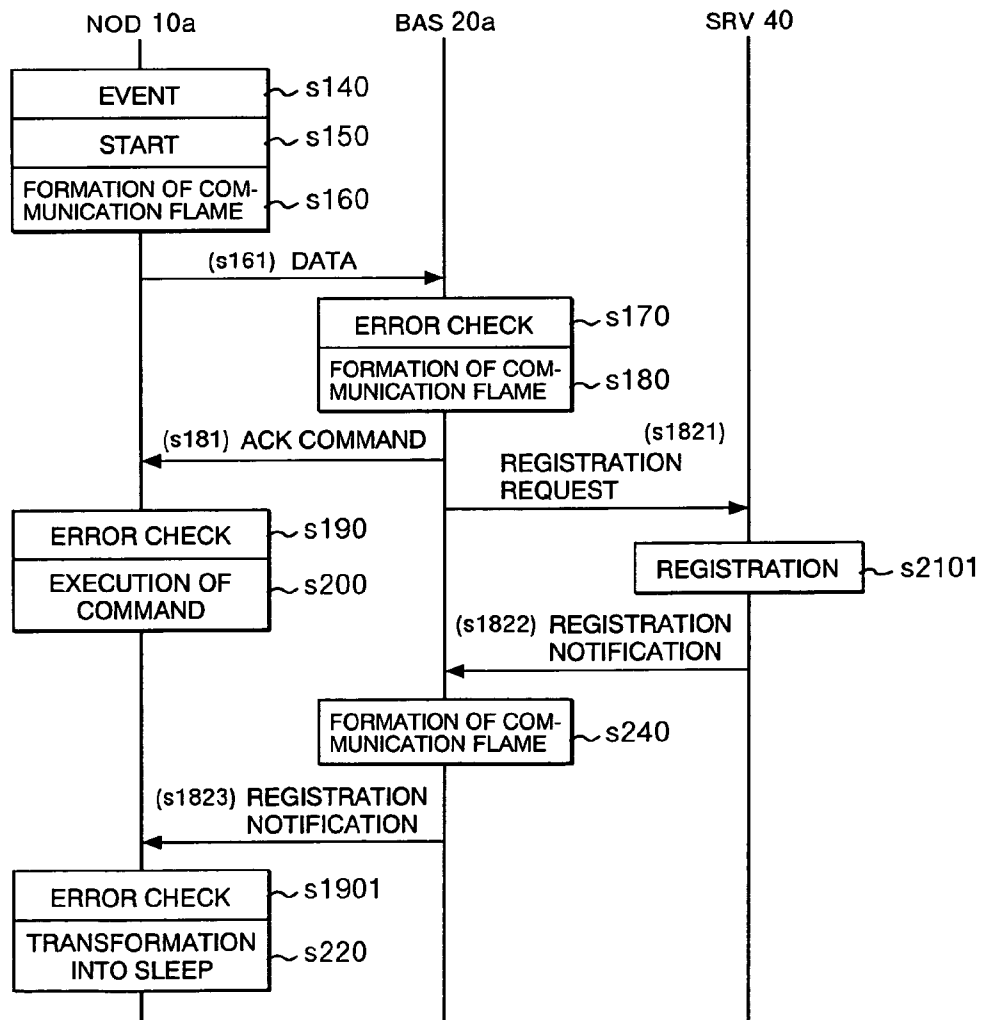 NOD 10a
BAS 20a
SRV 40
EVENT
s140
START
s150
FORMATION OF COM-
MUNICATION FLAME
s160
(s161) DATA
ERROR CHECK
s170
FORMATION OF COM-
MUNICATION FLAME
s180
(s181) ACK COMMAND
(s1821)
REGISTRATION
REQUEST
ERROR CHECK
s190
EXECUTION OF
COMMAND
s200
REGISTRATION
s2101
(s1822) REGISTRATION
NOTIFICATION
FORMATION OF COM-
MUNICATION FLAME
s240
(s1823) REGISTRATION
NOTIFICATION
ERROR CHECK
s1901
TRANSFORMATION
INTO SLEEP
s220